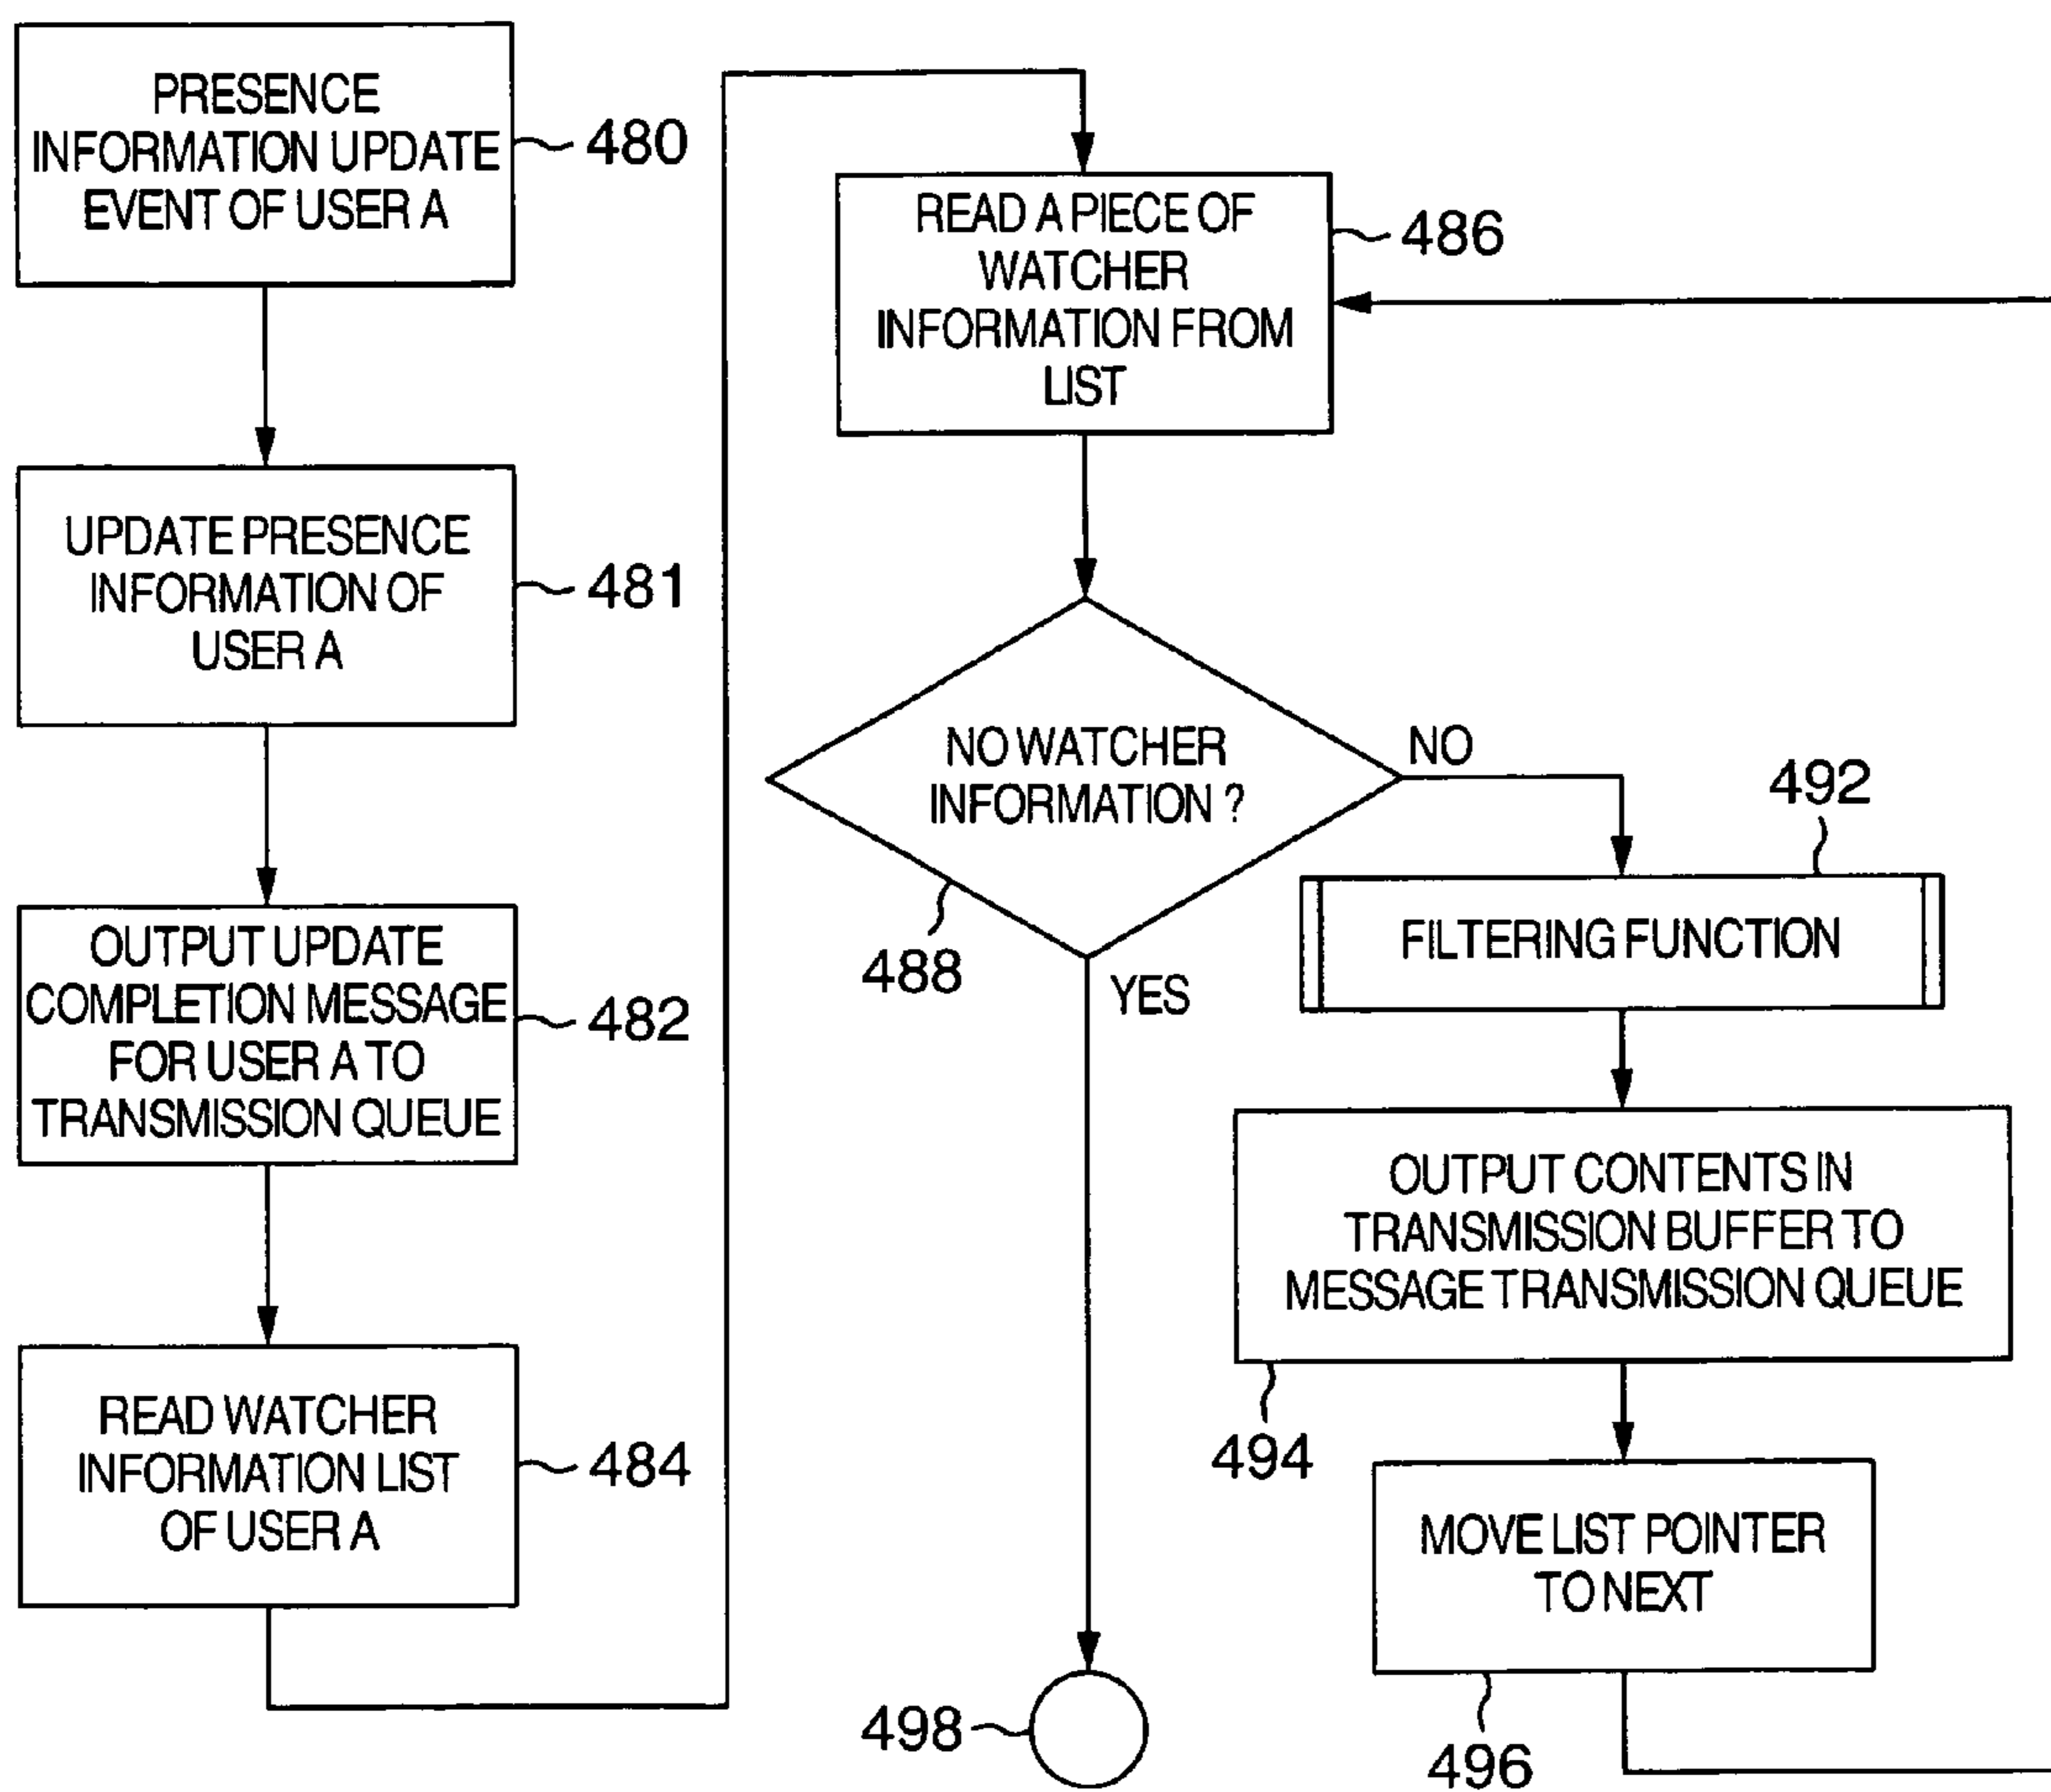 PRESENCE
INFORMATION UPDATE
EVENT OF USER A
480
UPDATE PRESENCE
INFORMATION OF
USER A
481
OUTPUT UPDATE
COMPLETION MESSAGE
FOR USER A TO
TRANSMISSION QUEUE
482
READ WATCHER
INFORMATION LIST
OF USER A
484
READ A PIECE OF
WATCHER
INFORMATION FROM
LIST
486
NO WATCHER
INFORMATION ?
488
NO
YES
492
FILTERING FUNCTION
OUTPUT CONTENTS IN
TRANSMISSION BUFFER TO
MESSAGE TRANSMISSION QUEUE
494
MOVE LIST POINTER
TO NEXT
496
498